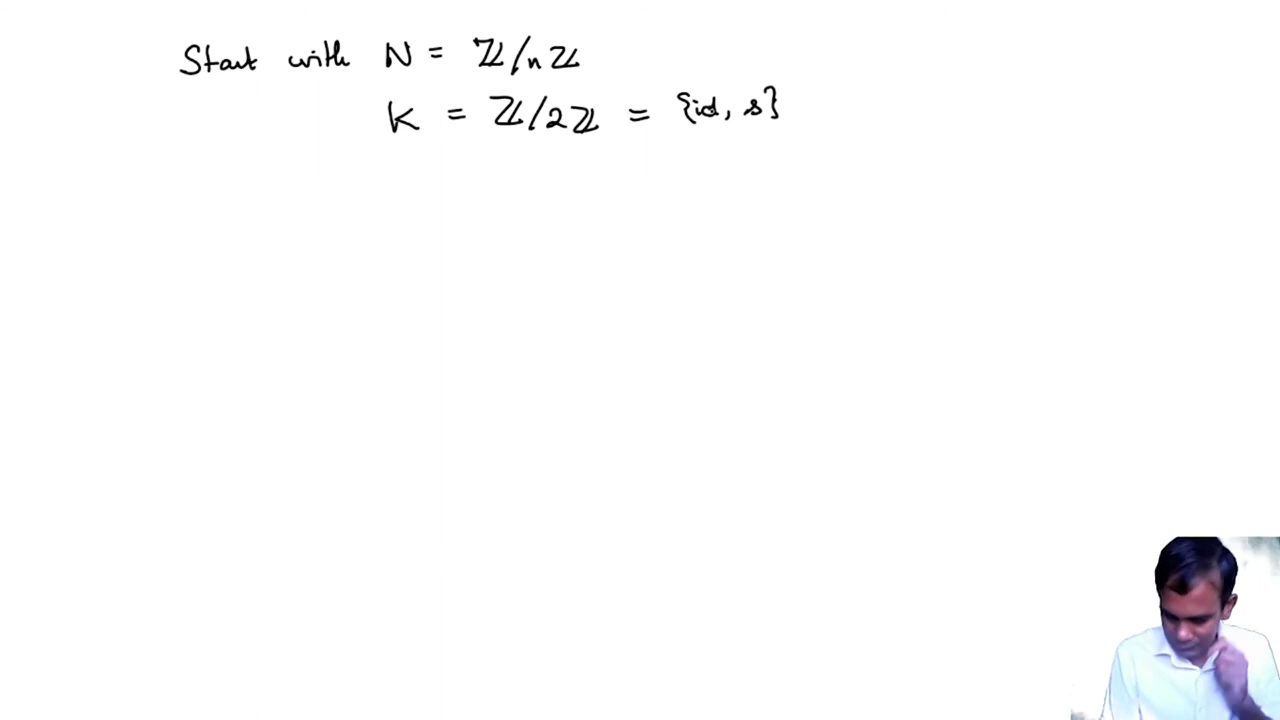 Start with N = ℤ/nℤ
K = ℤ/2ℤ = {id, s}